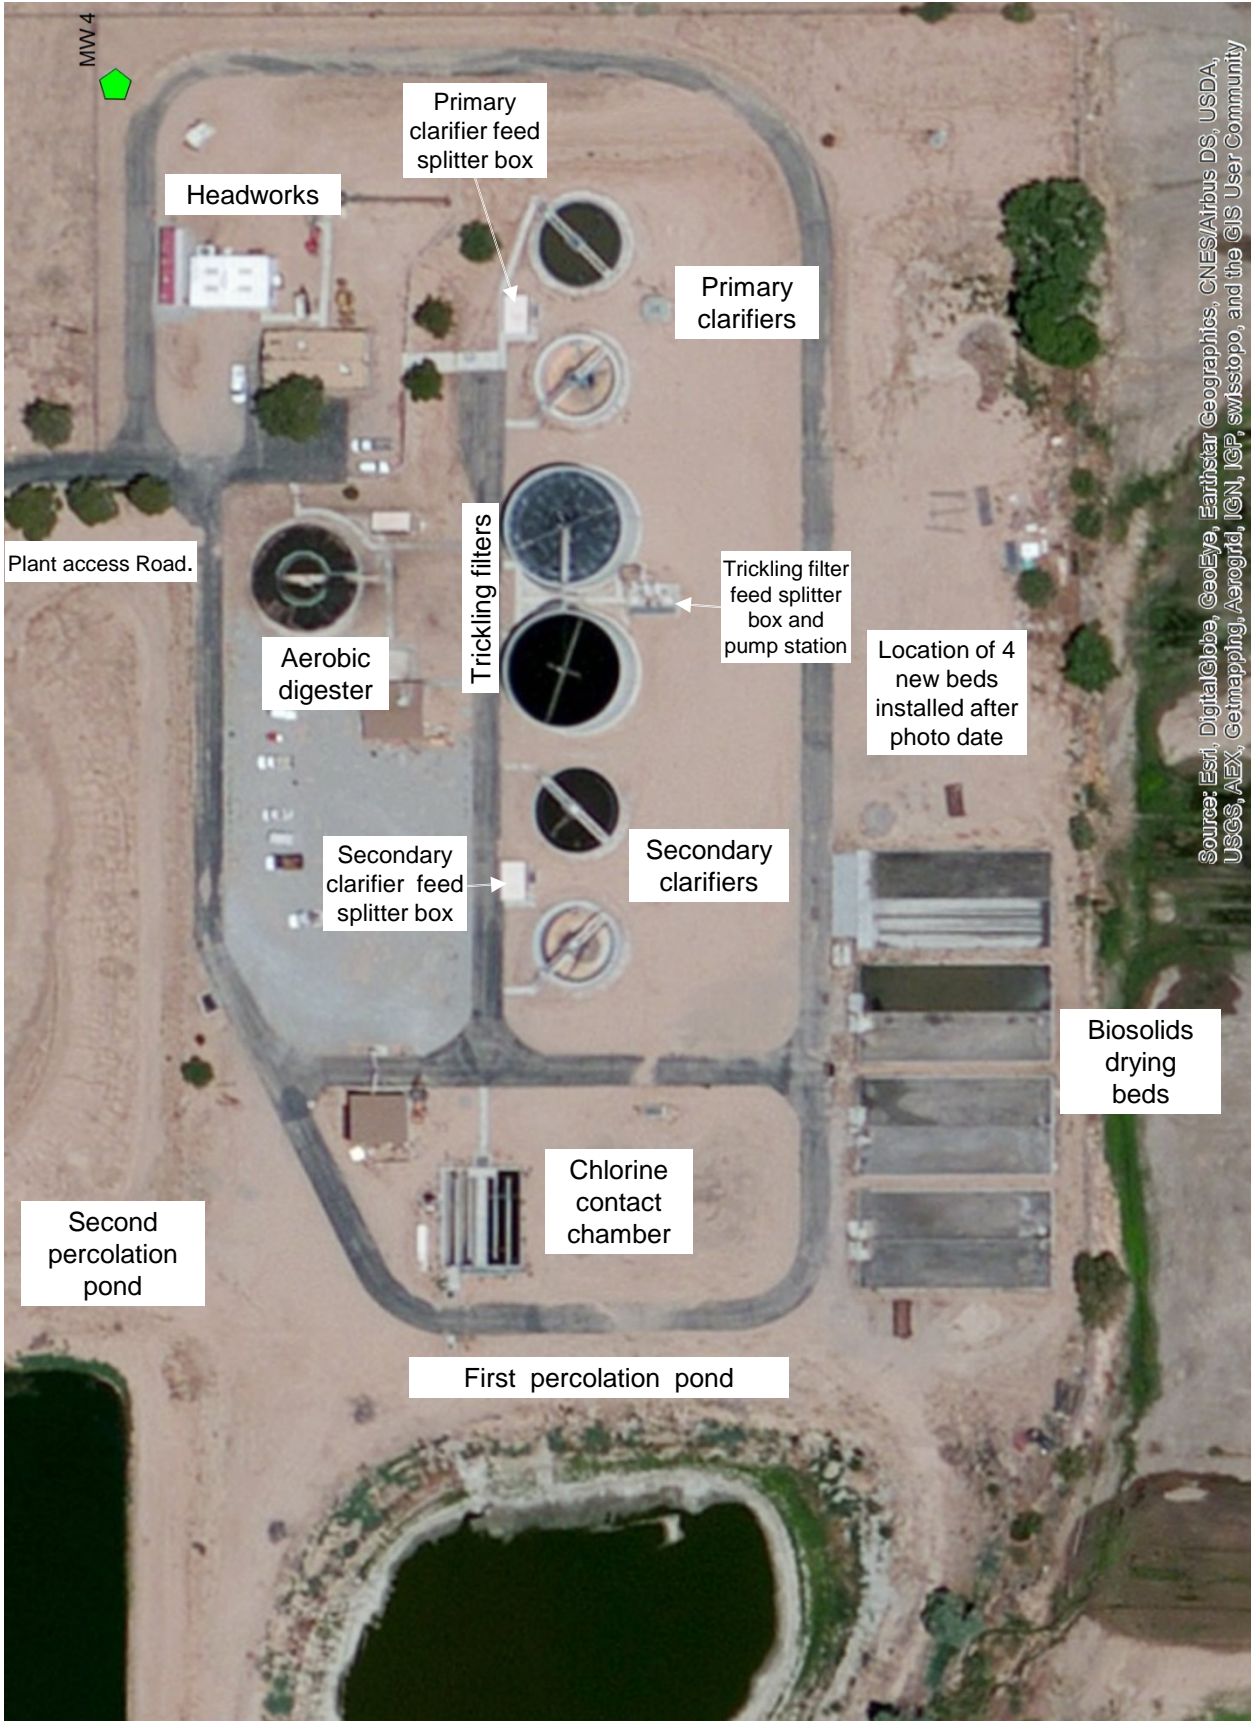 MW 4
Primary
clarifier feed
splitter box
Headworks
Primary
clarifiers
Plant access Road.
Trickling filters
Trickling filter
feed splitter
box and
pump station
Aerobic
digester
Location of 4
new beds
installed after
photo date
Secondary
clarifier feed
splitter box
Secondary
clarifiers
Biosolids
drying
beds
Chlorine
contact
chamber
Second
percolation
pond
First percolation pond
Source: Esri, DigitalGlobe, GeoEye, Earthstar Geographics, CNES/Airbus DS, USDA,
USGS, AEX, Getmapping, Aerogrid, IGN, IGP, swisstopo, and the GIS User Community